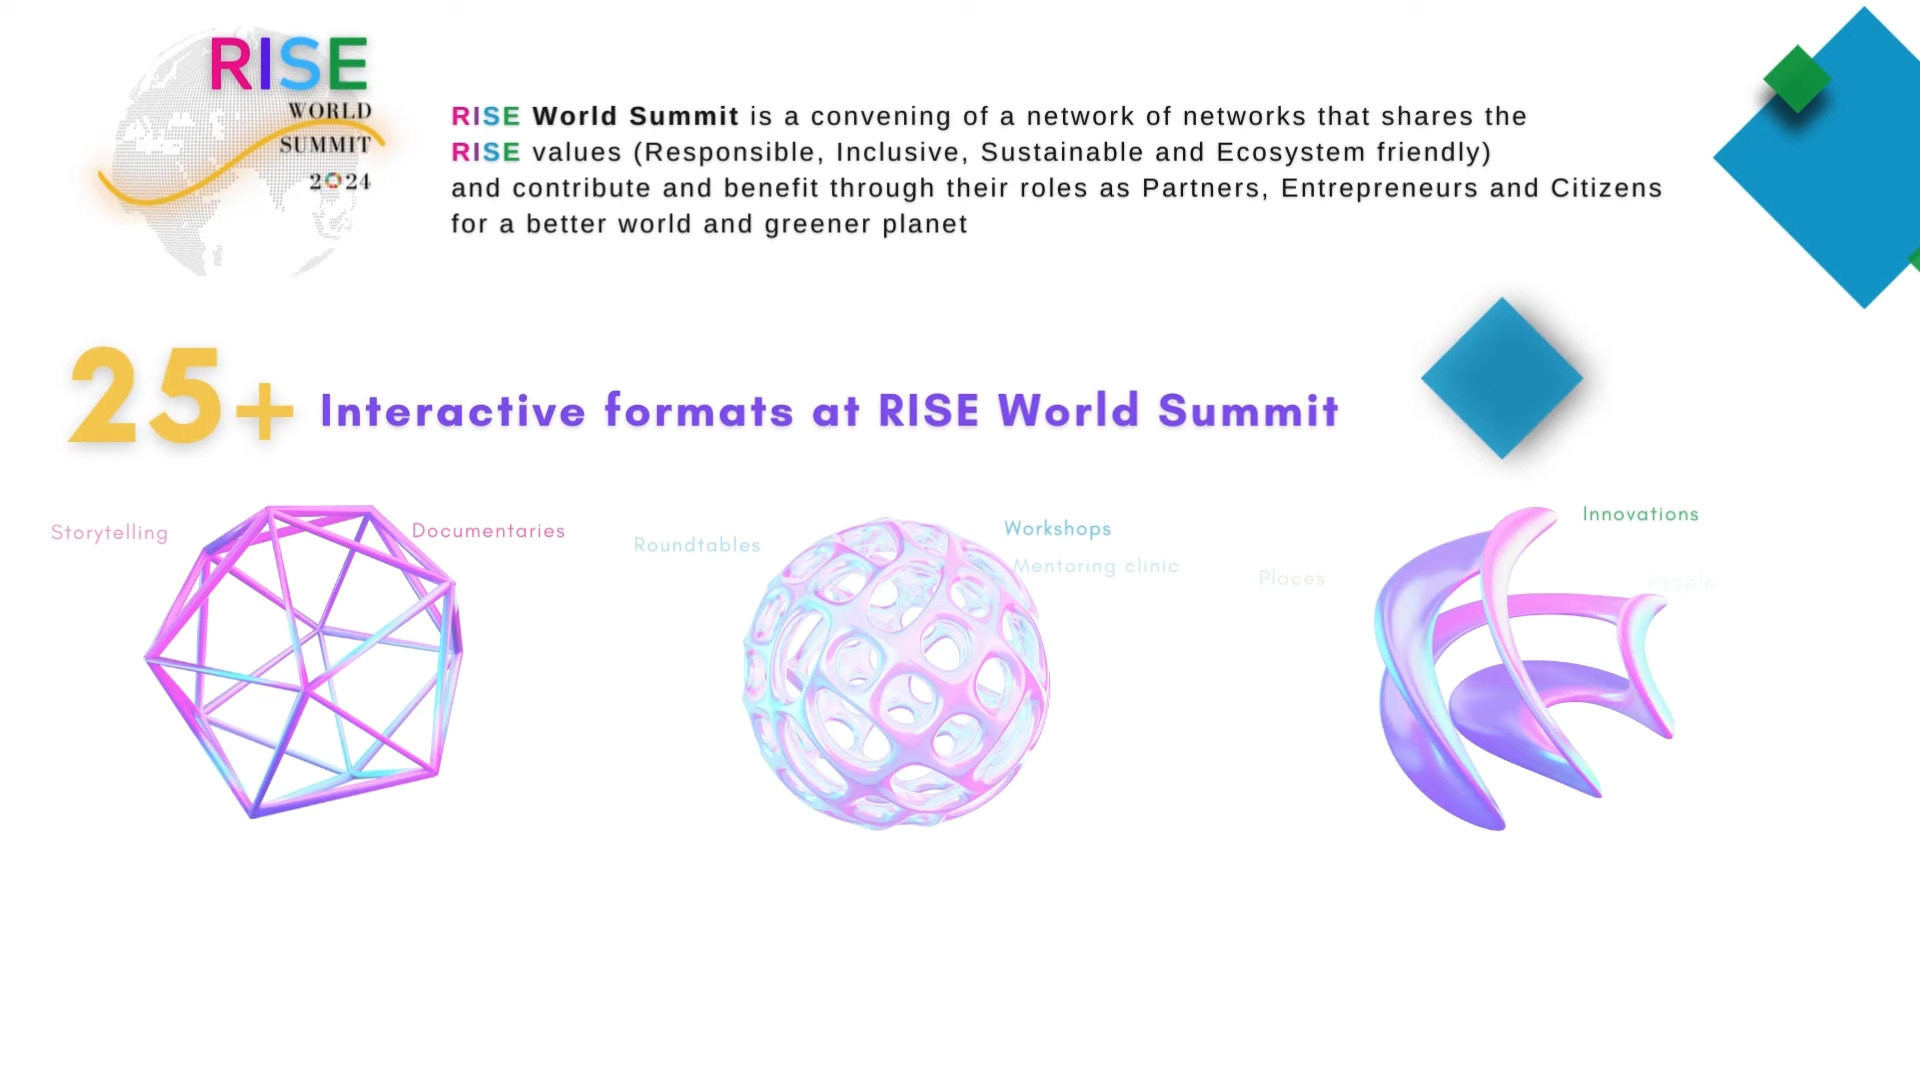 RISE
WORLD
SUMMIT
2024
RISE World Summit is a convening of a network of networks that shares the
RISE values (Responsible, Inclusive, Sustainable and Ecosystem friendly)
and contribute and benefit through their roles as Partners, Entrepreneurs and Citizens
for a better world and greener planet
25+ Interactive formats at RISE World Summit
Storytelling
Documentaries
Roundtables
Workshops
Mentoring clinic
Innovations
Places
People